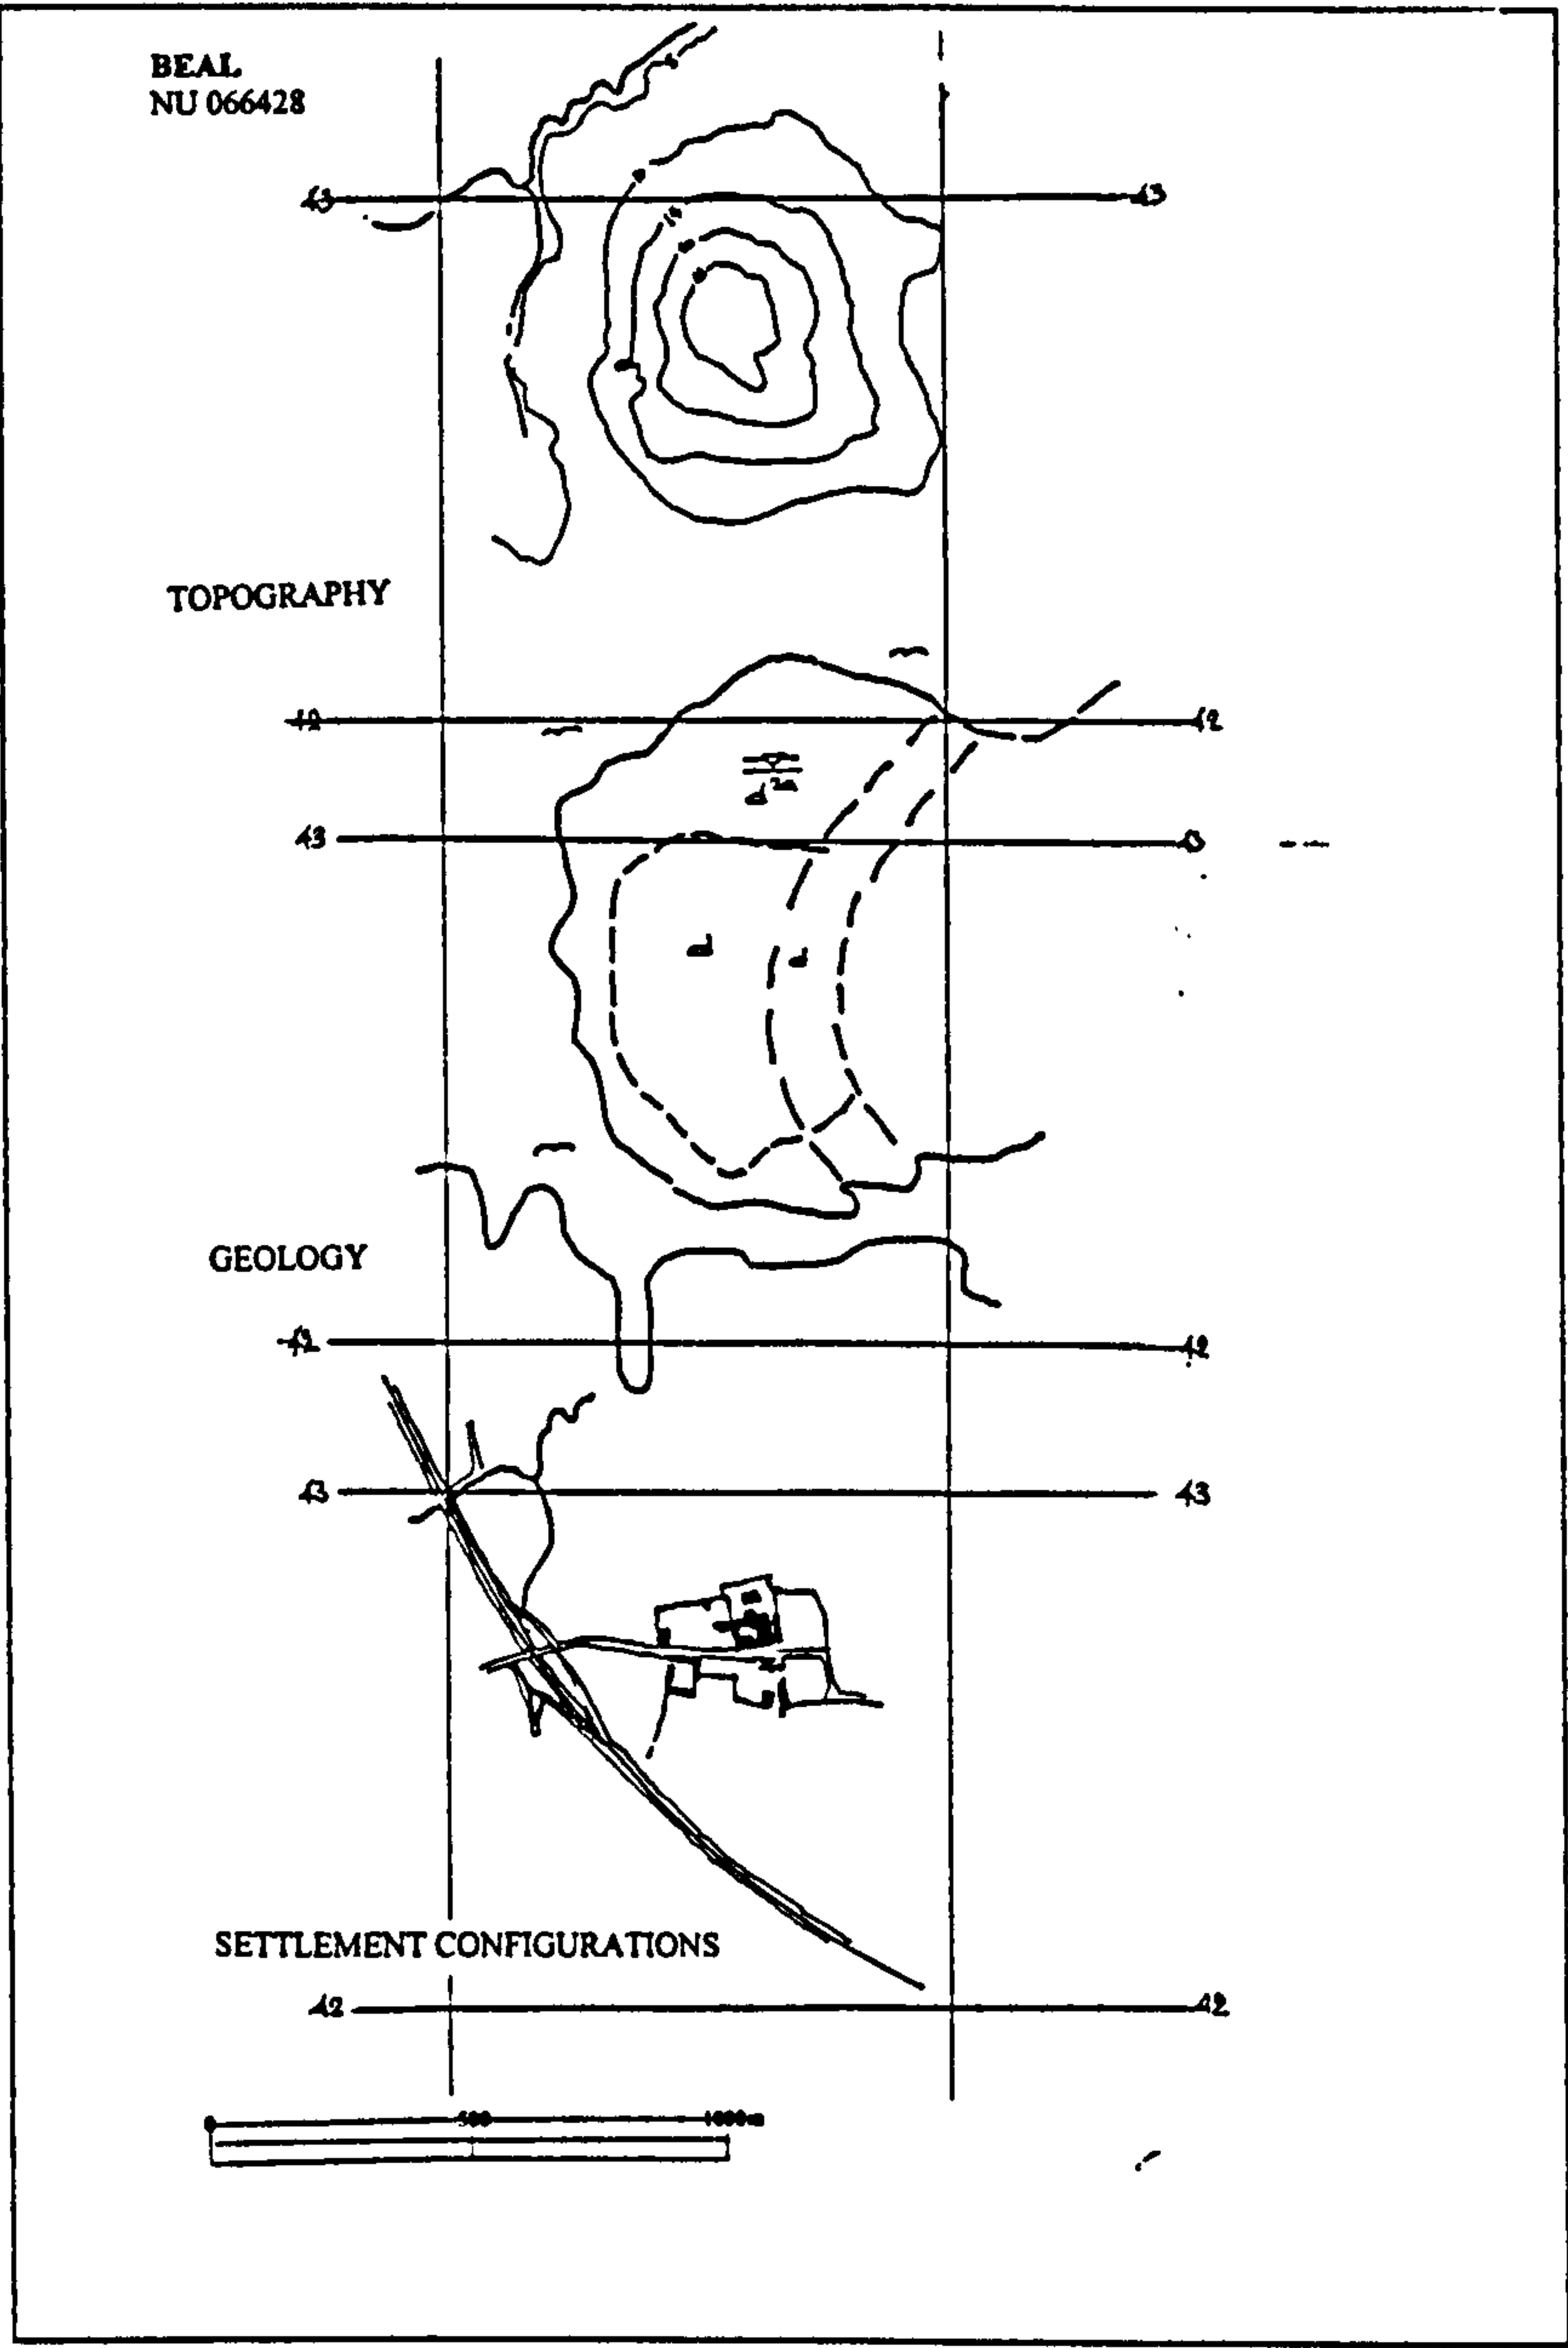 BEAL
NU 066428
43 43
TOPOGRAPHY
42 42
43
d
d d
GEOLOGY
42 42
43 43
SETTLEMENT CONFIGURATIONS
42 42
0 500 1000m